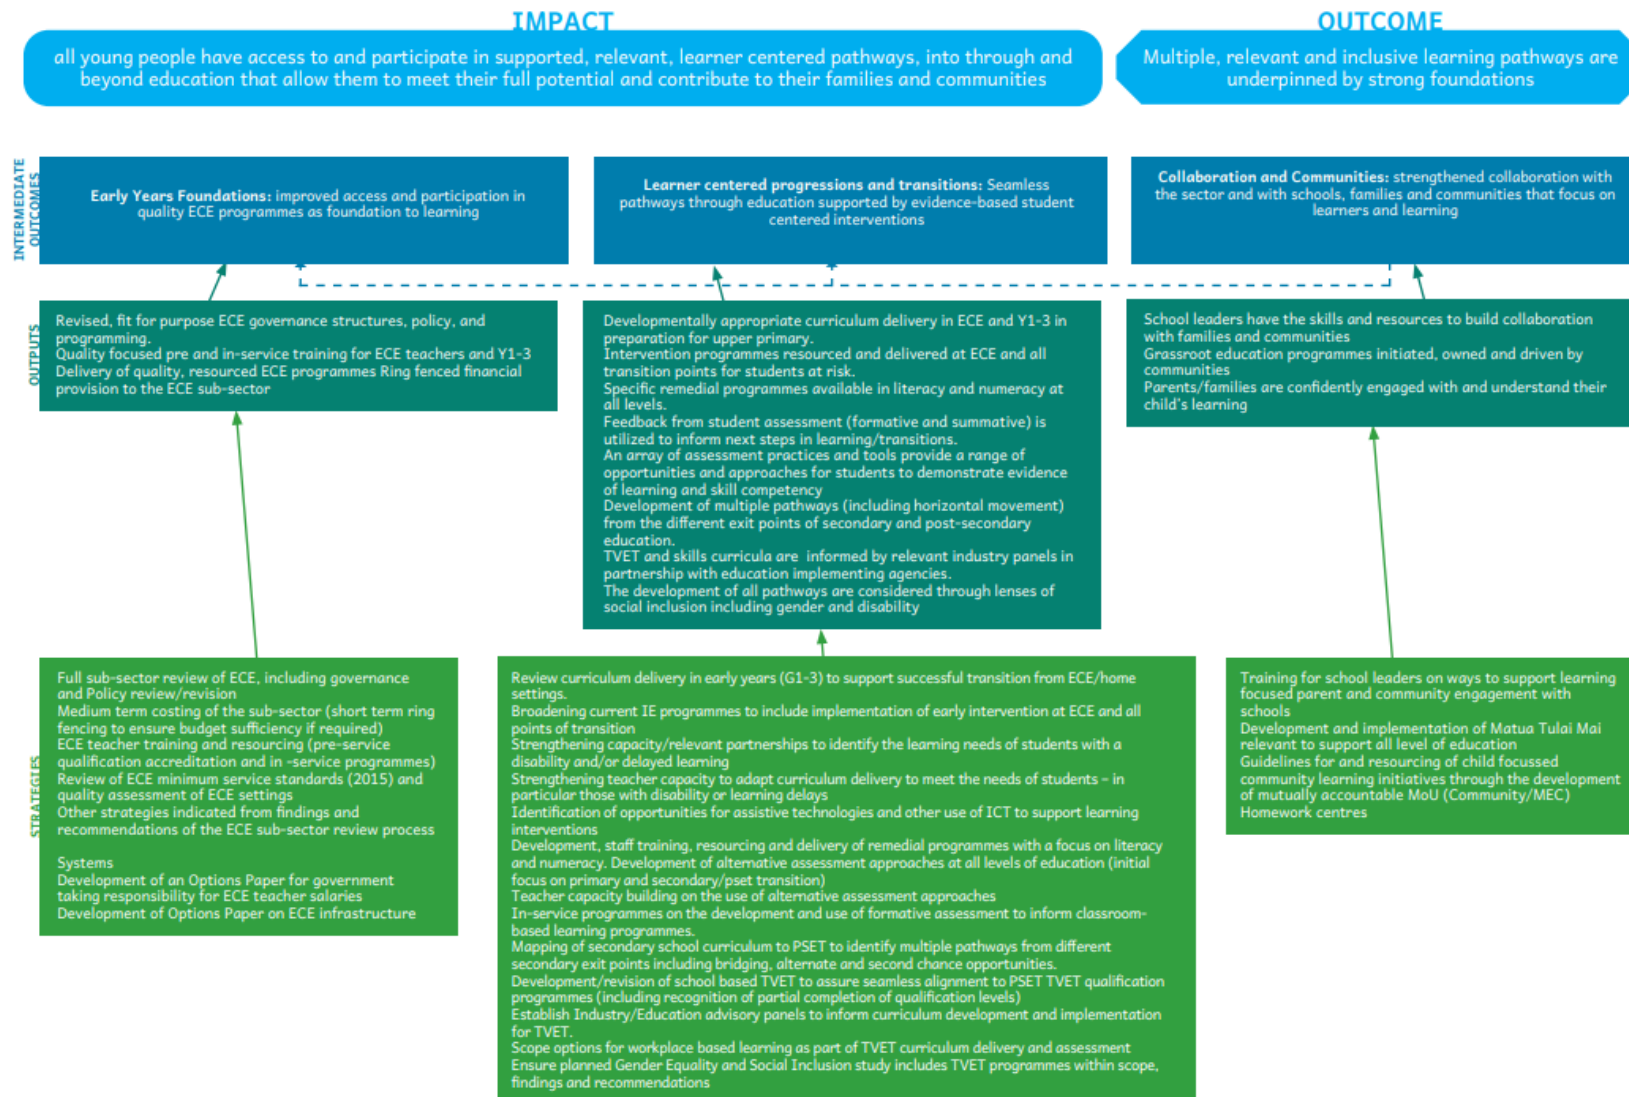 IMPACT
all young people have access to and participate in supported, relevant, learner centered pathways, into through and
beyond education that allow them to meet their full potential and contribute to their families and communities
OUTCOME
Multiple, relevant and inclusive learning pathways are
underpinned by strong foundations
INTERMEDIATE
OUTCOMES
Early Years Foundations: improved access and participation in
quality ECE programmes as foundation to learning
Learner centered progressions and transitions: Seamless
pathways through education supported by evidence-based student
centered interventions
Collaboration and Communities: strengthened collaboration with
the sector and with schools, families and communities that focus on
learners and learning
OUTPUTS
Revised, fit for purpose ECE governance structures, policy, and
programming.
Quality focused pre and in-service training for ECE teachers and Y1-3
Delivery of quality, resourced ECE programmes Ring fenced financial
provision to the ECE sub-sector
Developmentally appropriate curriculum delivery in ECE and Y1-3 in
preparation for upper primary.
Intervention programmes resourced and delivered at ECE and all
transition points for students at risk.
Specific remedial programmes available in literacy and numeracy at
all levels.
Feedback from student assessment (formative and summative) is
utilized to inform next steps in learning/transitions.
An array of assessment practices and tools provide a range of
opportunities and approaches for students to demonstrate evidence
of learning and skill competency
Development of multiple pathways (including horizontal movement)
from the different exit points of secondary and post-secondary
education.
TVET and skills curricula are informed by relevant industry panels in
partnership with education implementing agencies.
The development of all pathways are considered through lenses of
social inclusion including gender and disability
School leaders have the skills and resources to build collaboration
with families and communities
Grassroot education programmes initiated, owned and driven by
communities
Parents/families are confidently engaged with and understand their
child's learning
STRATEGIES
Full sub-sector review of ECE, including governance
and Policy review/revision
Medium term costing of the sub-sector (short term ring
fencing to ensure budget sufficiency if required)
ECE teacher training and resourcing (pre-service
qualification accreditation and in -service programmes)
Review of ECE minimum service standards (2015) and
quality assessment of ECE settings
Other strategies indicated from findings and
recommendations of the ECE sub-sector review process
Systems
Development of an Options Paper for government
taking responsibility for ECE teacher salaries
Development of Options Paper on ECE infrastructure
Review curriculum delivery in early years (G1-3) to support successful transition from ECE/home
settings.
Broadening current IE programmes to include implementation of early intervention at ECE and all
points of transition
Strengthening capacity/relevant partnerships to identify the learning needs of students with a
disability and/or delayed learning
Strengthening teacher capacity to adapt curriculum delivery to meet the needs of students – in
particular those with disability or learning delays
Identification of opportunities for assistive technologies and other use of ICT to support learning
interventions
Development, staff training, resourcing and delivery of remedial programmes with a focus on literacy
and numeracy. Development of alternative assessment approaches at all levels of education (initial
focus on primary and secondary/pset transition)
Teacher capacity building on the use of alternative assessment approaches
In-service programmes on the development and use of formative assessment to inform classroom-
based learning programmes.
Mapping of secondary school curriculum to PSET to identify multiple pathways from different
secondary exit points including bridging, alternate and second chance opportunities.
Development/revision of school based TVET to assure seamless alignment to PSET TVET qualification
programmes (including recognition of partial completion of qualification levels)
Establish Industry/Education advisory panels to inform curriculum development and implementation
for TVET.
Scope options for workplace based learning as part of TVET curriculum delivery and assessment
Ensure planned Gender Equality and Social Inclusion study includes TVET programmes within scope,
findings and recommendations
Training for school leaders on ways to support learning
focused parent and community engagement with
schools
Development and implementation of Matua Tulai Mai
relevant to support all level of education
Guidelines for and resourcing of child focussed
community learning initiatives through the development
of mutually accountable MoU (Community/MEC)
Homework centres